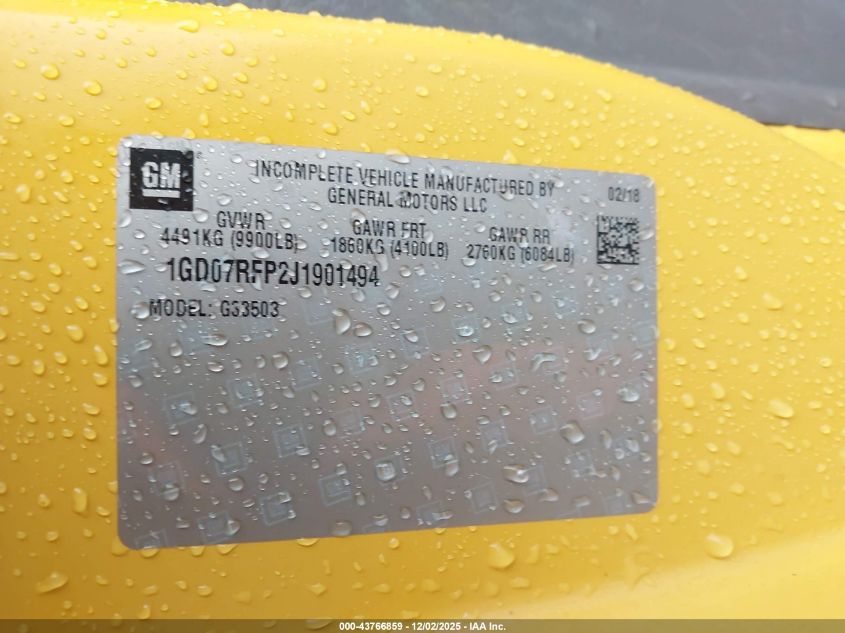 GM
INCOMPLETE VEHICLE MANUFACTURED BY
GENERAL MOTORS LLC
02/18
GVWR
4491KG (9900LB)
GAWR FRT
1860KG (4100LB)
GAWR RR
2760KG (6084LB)
1GD07RFP2J1901494
MODEL: G33503
000-43766859 - 12/02/2025 - IAA Inc.